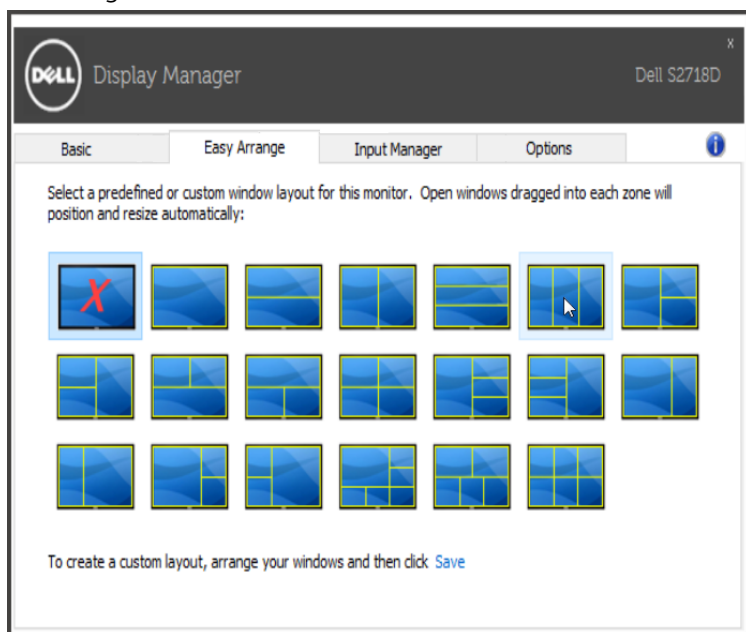 x
DELL Display Manager Dell S2718D
Basic Easy Arrange Input Manager Options i
Select a predefined or custom window layout for this monitor. Open windows dragged into each zone will
position and resize automatically:
X
To create a custom layout, arrange your windows and then click Save